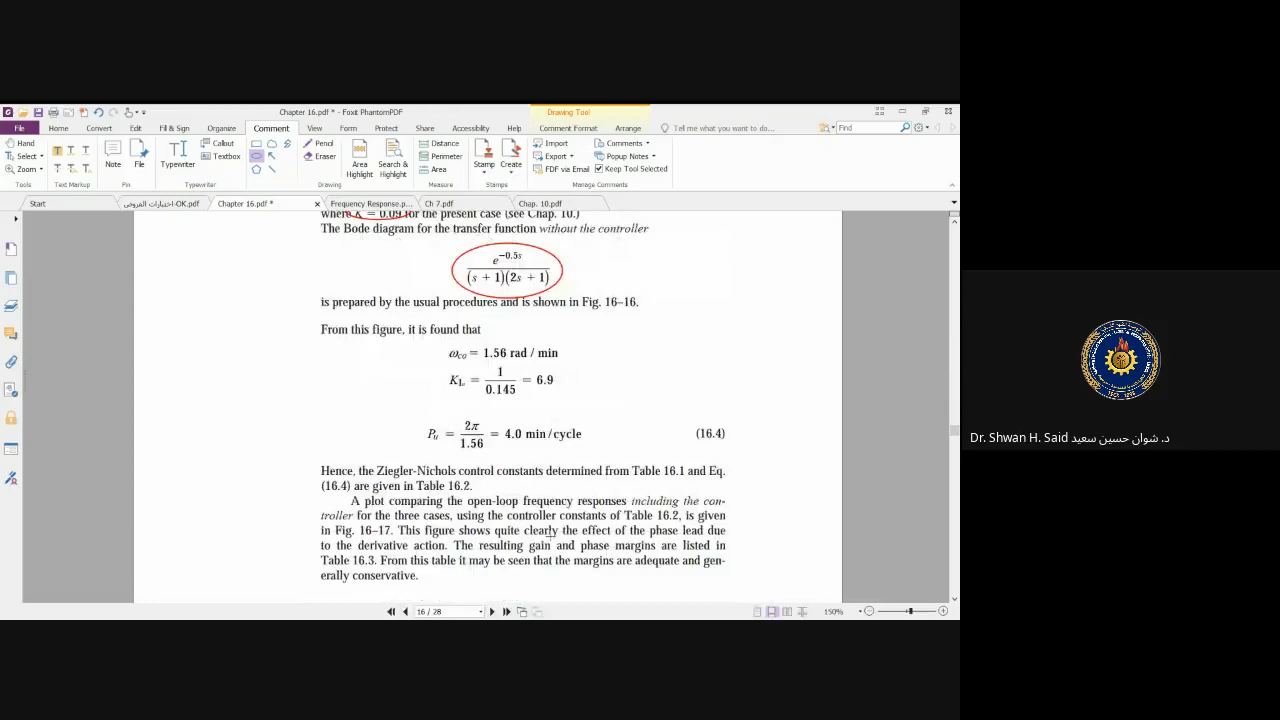 Chapter 16.pdf * - Foxit PhantomPDF
Drawing Tool
File Home Convert Edit Fill & Sign Organize Comment View Form Protect Share Accessibility Help Comment Format Arrange Tell me what you want to do... Find
Hand
Select
Zoom
Tools
Text Markup
Note
File
Pin
Typewriter
Callout
Textbox
Typewriter
Pencil
Eraser
Drawing
Area Highlight
Search & Highlight
Distance
Perimeter
Area
Measure
Stamp
Create
Stamps
Import
Export
FDF via Email
Comments
Popup Notes
Keep Tool Selected
Manage Comments
Start
Chapter 16.pdf *
Frequency Response.p...
Ch 7.pdf
Chap. 10.pdf
where K = 0.09 for the present case (see Chap. 10.)
The Bode diagram for the transfer function without the controller
e^−0.5s
(s + 1)(2s + 1)
is prepared by the usual procedures and is shown in Fig. 16–16.
From this figure, it is found that
ω_co = 1.56 rad / min
1
= 6.9
0.145
P_u = 2π = 4.0 min/cycle (16.4)
1.56
Hence, the Ziegler-Nichols control constants determined from Table 16.1 and Eq.
(16.4) are given in Table 16.2.
A plot comparing the open-loop frequency responses including the con-
troller for the three cases, using the controller constants of Table 16.2, is given
in Fig. 16–17. This figure shows quite clearly the effect of the phase lead due
to the derivative action. The resulting gain and phase margins are listed in
Table 16.3. From this table it may be seen that the margins are adequate and gen-
erally conservative.
16 / 28
150%
Dr. Shwan H. Said د. شوان حسين سعيد